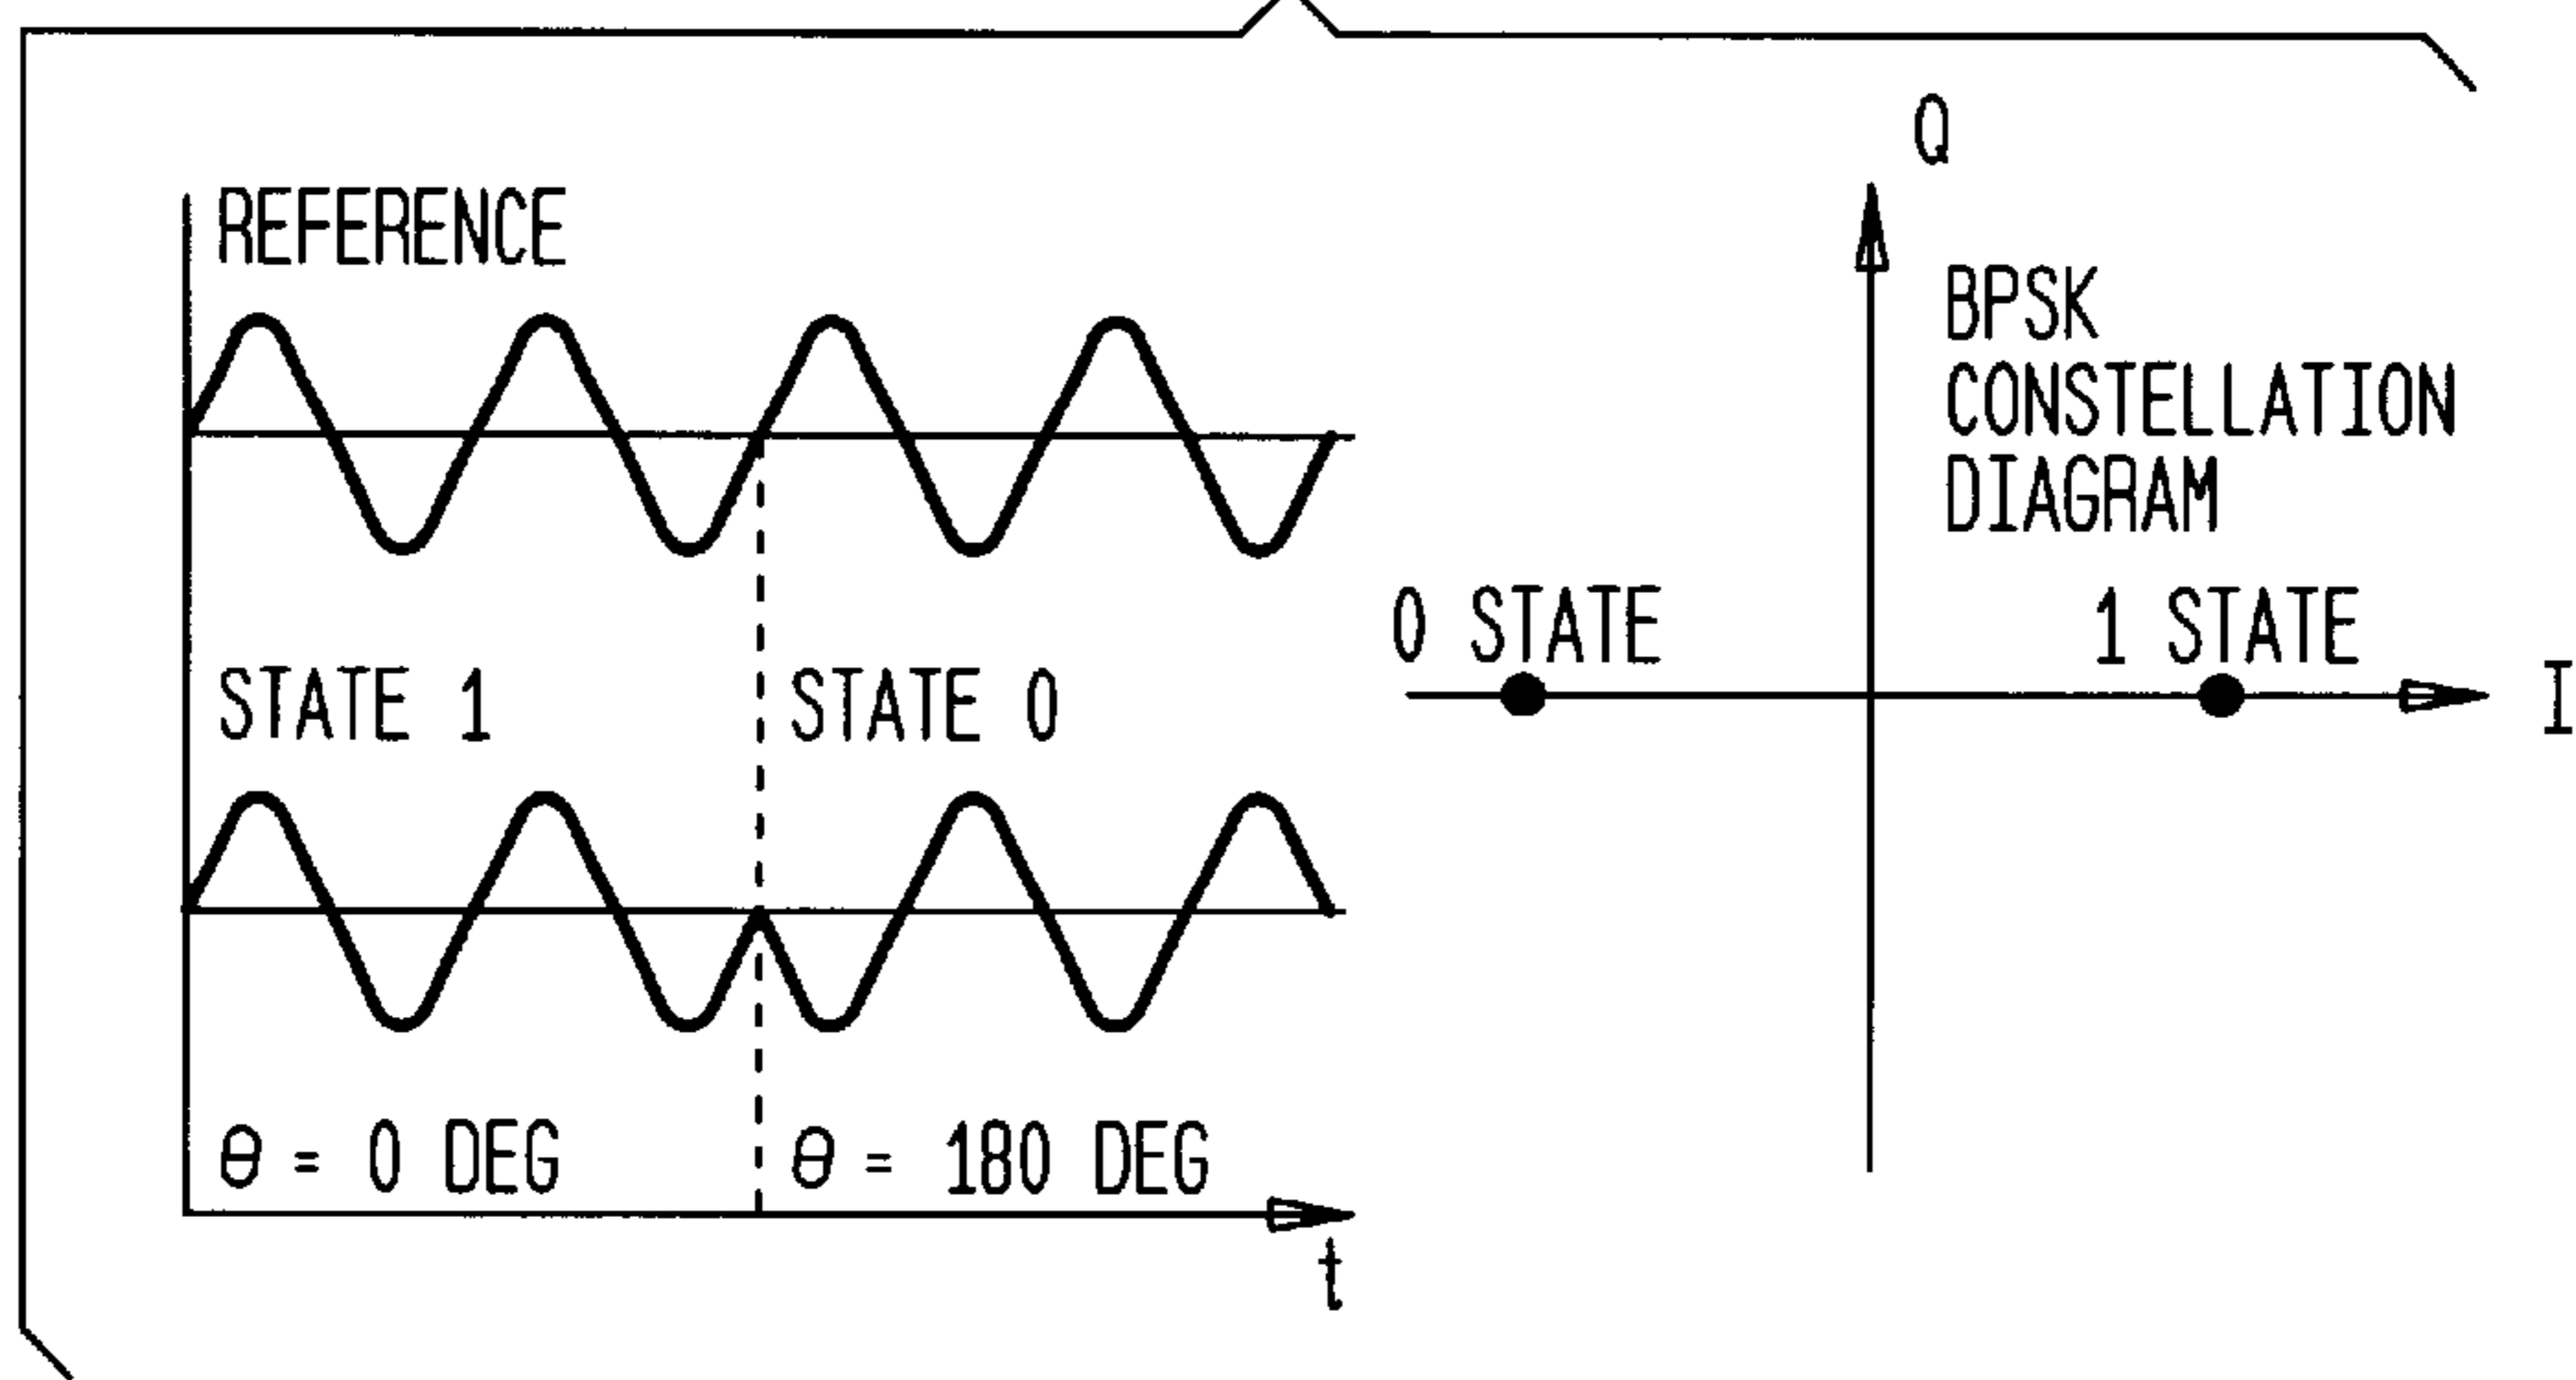 REFERENCE
STATE 1
STATE 0
θ = 0 DEG
θ = 180 DEG
t
Q
BPSK
CONSTELLATION
DIAGRAM
0 STATE
1 STATE
I